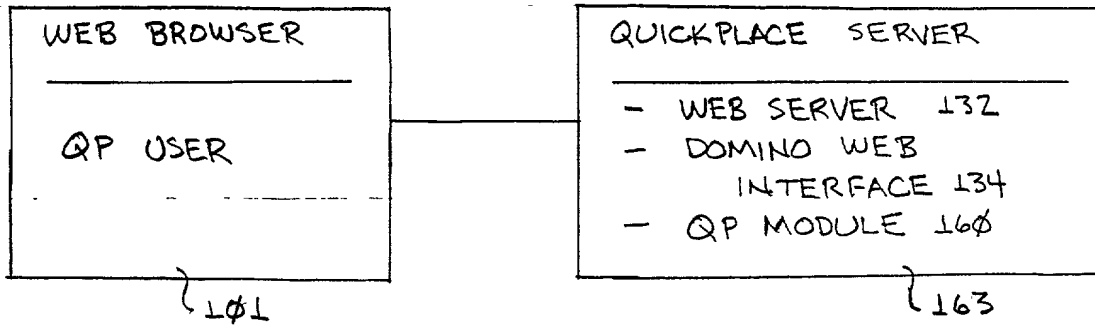 WEB BROWSER
QP USER
101
QUICKPLACE SERVER
- WEB SERVER 132
- DOMINO WEB
INTERFACE 134
- QP MODULE 160
163